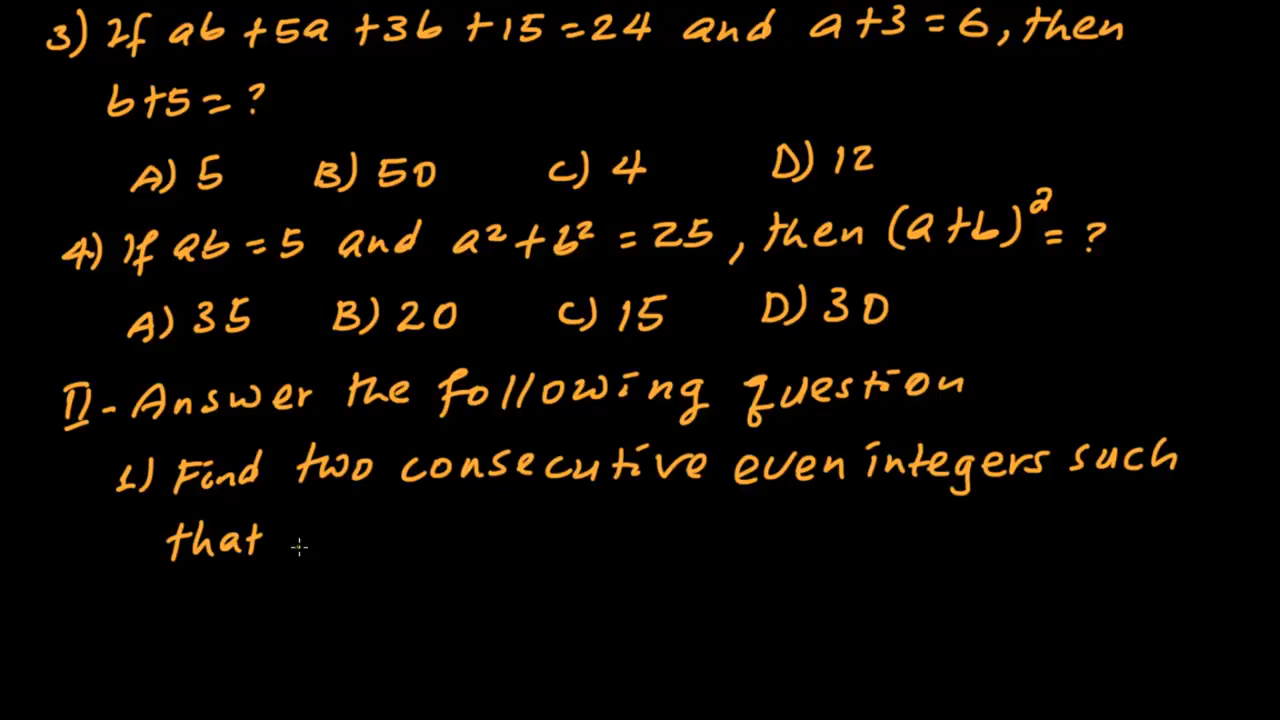 3) If ab + 5a + 3b + 15 = 24 and a + 3 = 6, then
b + 5 = ?
A) 5 B) 50 C) 4 D) 12
4) If ab = 5 and a² + b² = 25, then (a + b)² = ?
A) 35 B) 20 C) 15 D) 30
II - Answer the following question
1) Find two consecutive even integers such
that